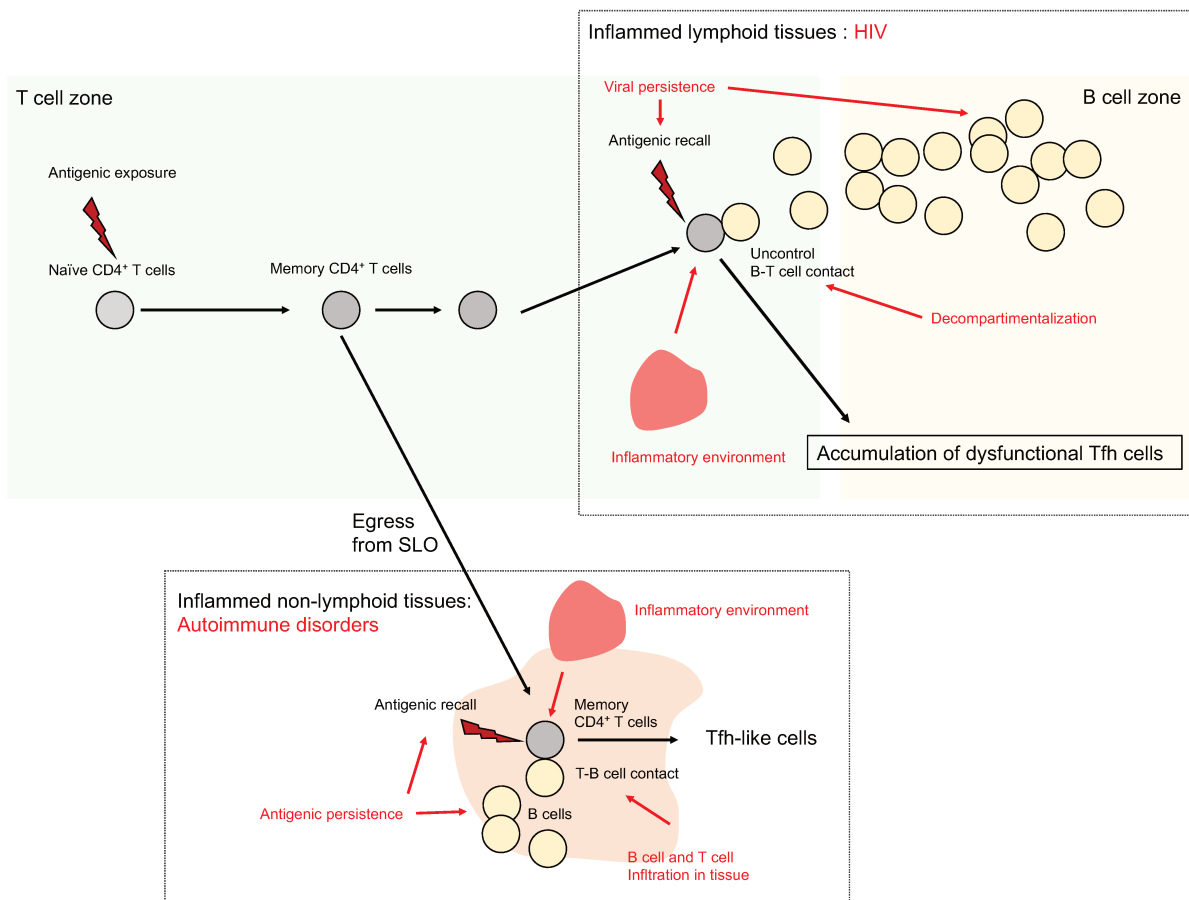 Inflammed lymphoid tissues : HIV
T cell zone
Viral persistence
B cell zone
Antigenic recall
Antigenic exposure
Naïve CD4⁺ T cells
Memory CD4⁺ T cells
Uncontrol
B-T cell contact
Decompartimentalization
Inflammatory environment
Accumulation of dysfunctional Tfh cells
Egress
from SLO
Inflammed non-lymphoid tissues:
Autoimmune disorders
Inflammatory environment
Antigenic recall
Memory
CD4⁺ T cells
Tfh-like cells
T-B cell contact
Antigenic persistence
B cells
B cell and T cell
Infltration in tissue